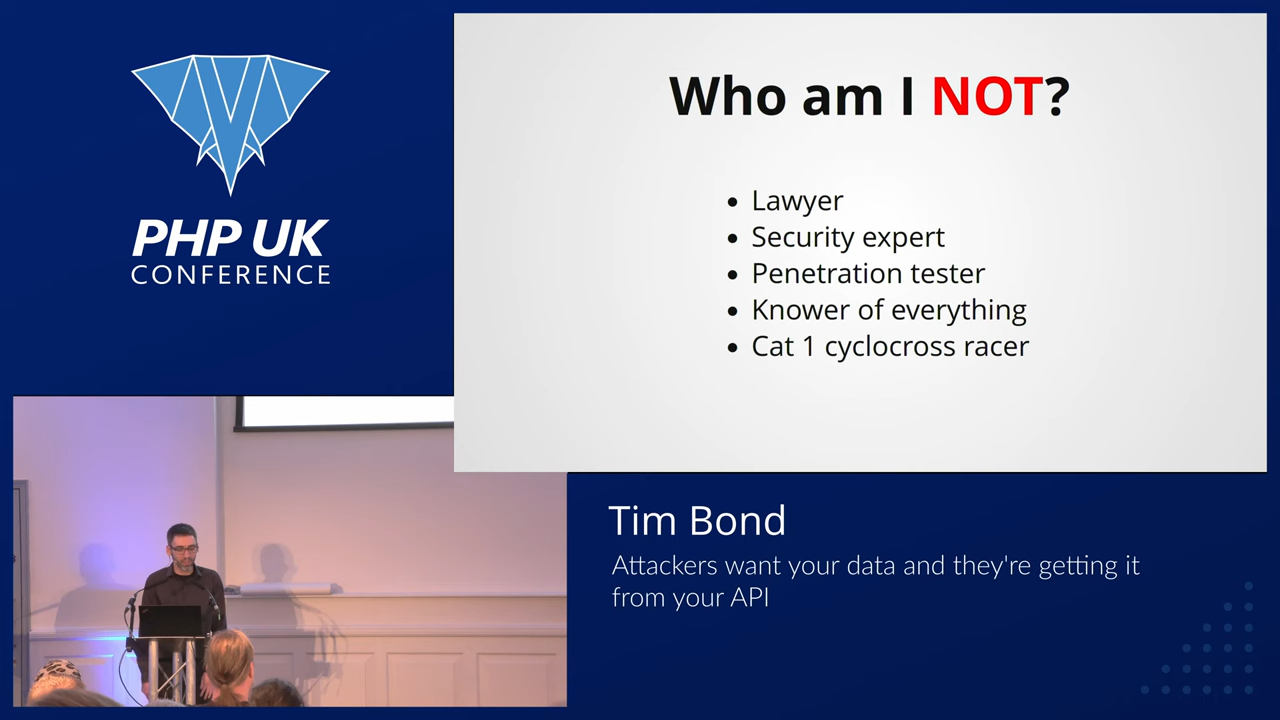 PHP UK
CONFERENCE
Who am I NOT?
Lawyer
Security expert
Penetration tester
Knower of everything
Cat 1 cyclocross racer
Tim Bond
Attackers want your data and they're getting it
from your API